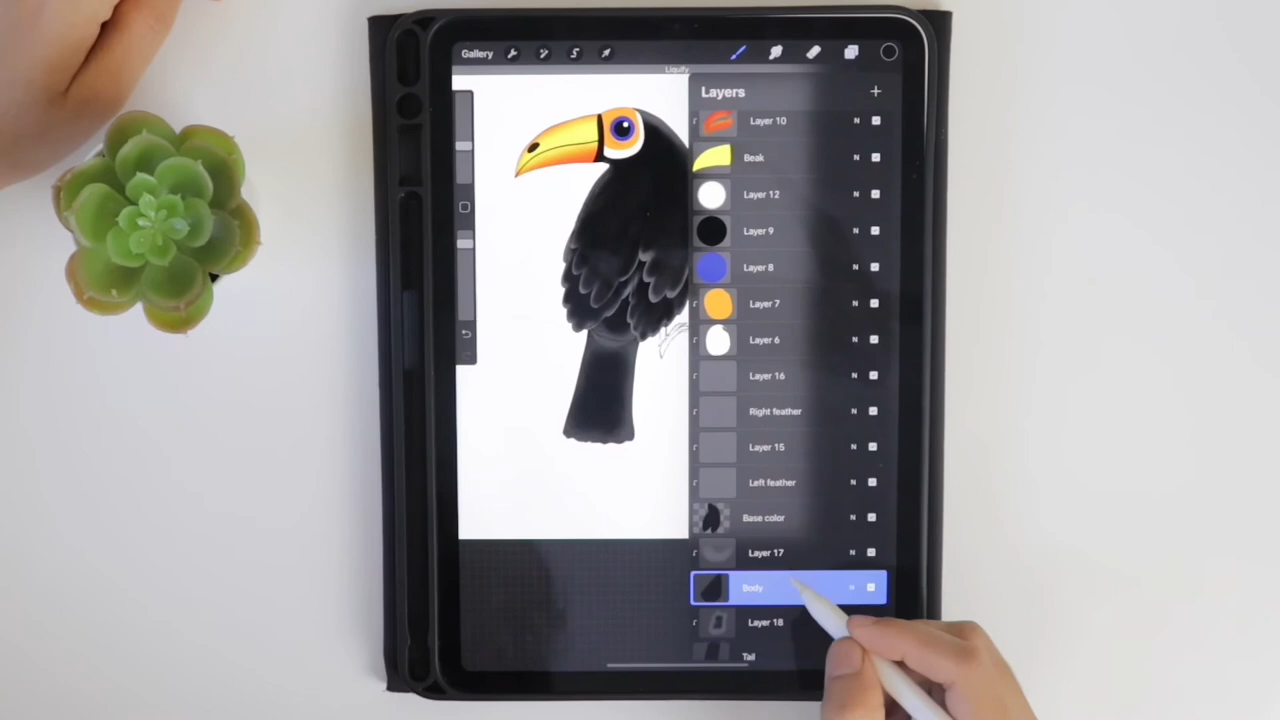 Gallery
Liquify
Layers
Layer 10 N
Beak N
Layer 12 N
Layer 9 N
Layer 8 N
Layer 7 N
Layer 6 N
Layer 16 N
Right feather N
Layer 15 N
Left feather N
Base color N
Layer 17 N
Body N
Layer 18
Tail